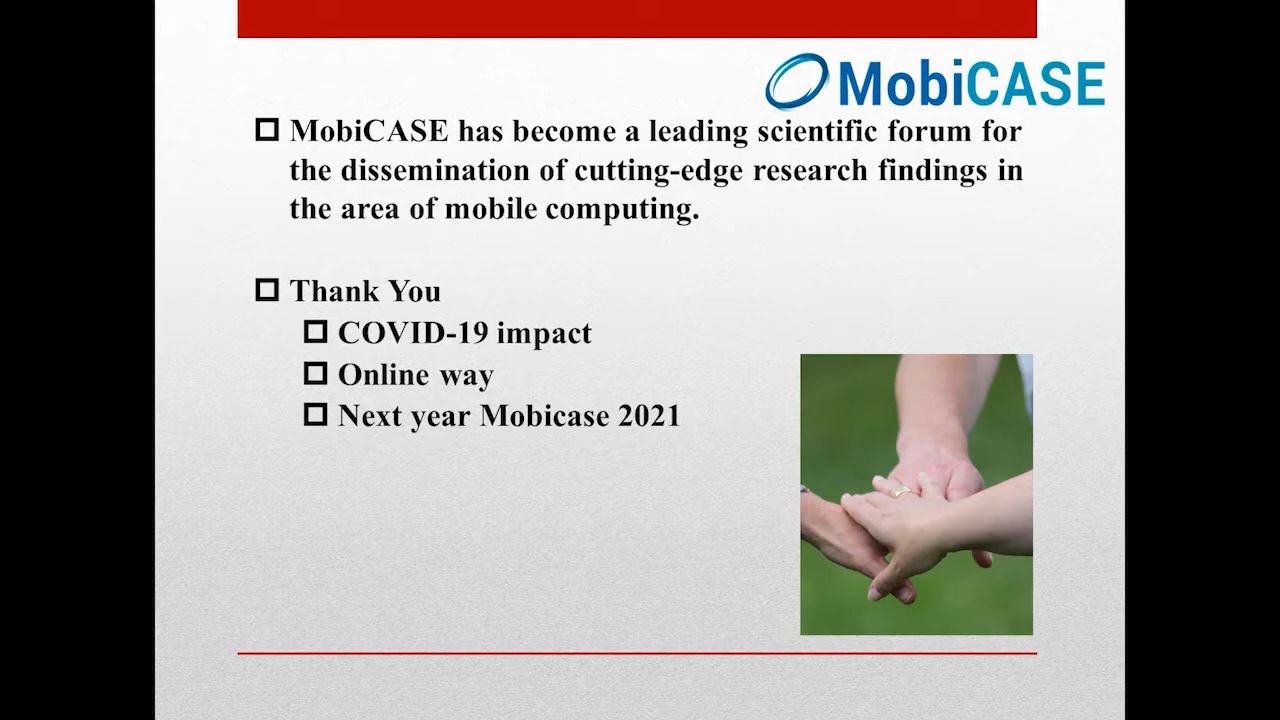 MobiCASE
MobiCASE has become a leading scientific forum for
the dissemination of cutting-edge research findings in
the area of mobile computing.
Thank You
COVID-19 impact
Online way
Next year Mobicase 2021